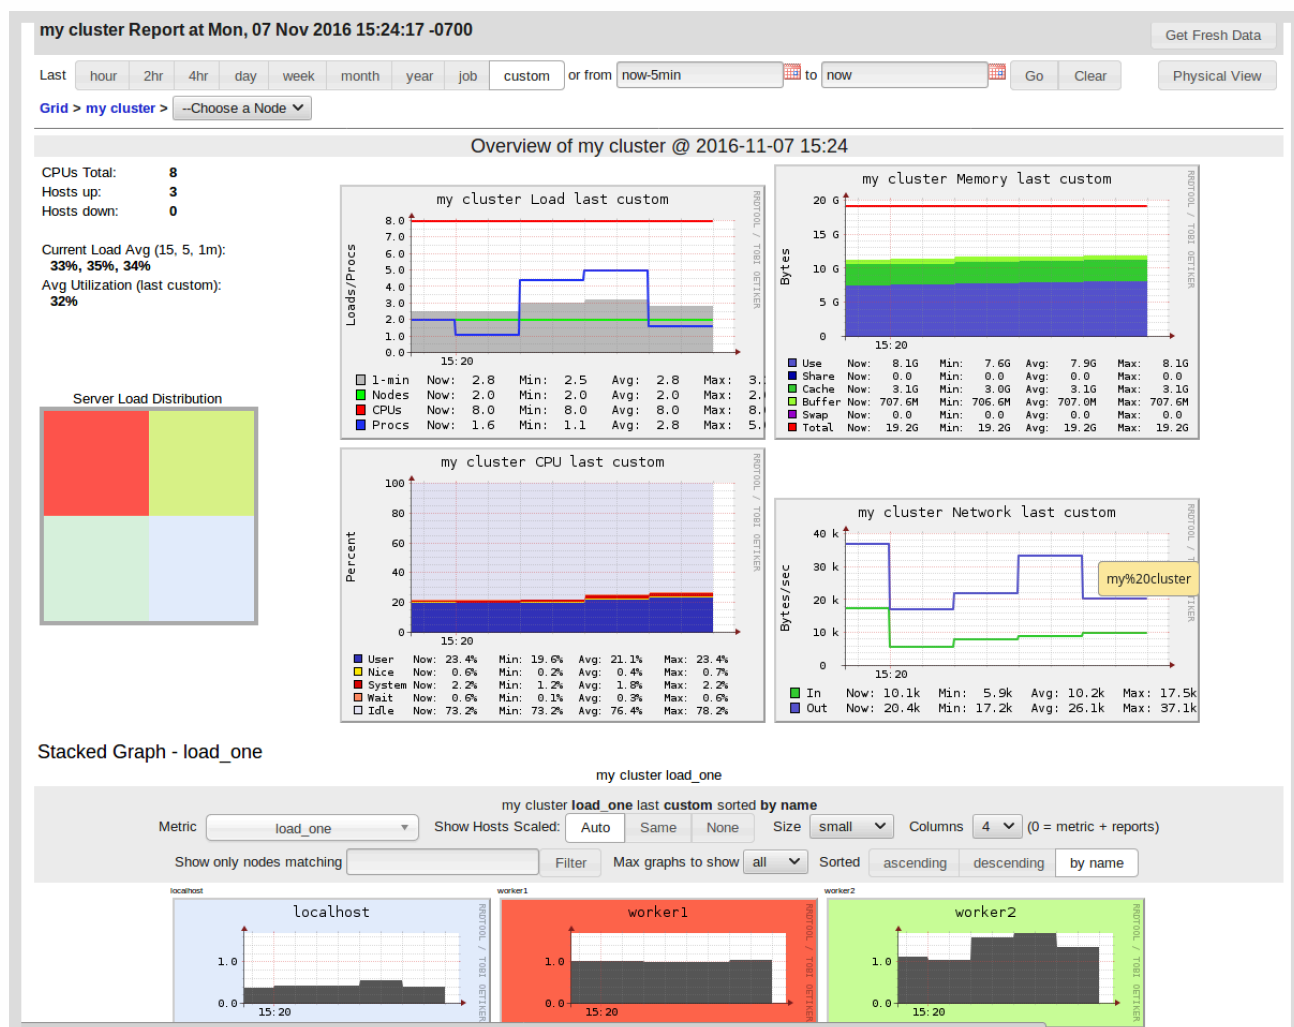 my cluster Report at Mon, 07 Nov 2016 15:24:17 -0700
Get Fresh Data
Last hour 2hr 4hr day week month year job custom or from now-5min to now Go Clear Physical View
Grid > my cluster > --Choose a Node
Overview of my cluster @ 2016-11-07 15:24
CPUs Total: 8
Hosts up: 3
Hosts down: 0
Current Load Avg (15, 5, 1m):
33%, 35%, 34%
Avg Utilization (last custom):
32%
Server Load Distribution
my cluster Load last custom
RRDTOOL / TOBI OETIKER
Loads/Procs
8.0
7.0
6.0
5.0
4.0
3.0
2.0
1.0
0.0
15:20
1-min Now: 2.8 Min: 2.5 Avg: 2.8 Max: 3.
Nodes Now: 2.0 Min: 2.0 Avg: 2.0 Max: 2.
CPUs Now: 8.0 Min: 8.0 Avg: 8.0 Max: 8.
Procs Now: 1.6 Min: 1.1 Avg: 2.8 Max: 5.
my cluster Memory last custom
RRDTOOL / TOBI OETIKER
Bytes
20 G
15 G
10 G
5 G
0
15:20
Use Now: 8.1G Min: 7.6G Avg: 7.9G Max: 8.1G
Share Now: 0.0 Min: 0.0 Avg: 0.0 Max: 0.0
Cache Now: 3.1G Min: 3.0G Avg: 3.1G Max: 3.1G
Buffer Now: 707.6M Min: 706.6M Avg: 707.0M Max: 707.6M
Swap Now: 0.0 Min: 0.0 Avg: 0.0 Max: 0.0
Total Now: 19.2G Min: 19.2G Avg: 19.2G Max: 19.2G
my cluster CPU last custom
RRDTOOL / TOBI OETIKER
Percent
100
80
60
40
20
0
15:20
User Now: 23.4% Min: 19.6% Avg: 21.1% Max: 23.4%
Nice Now: 0.6% Min: 0.2% Avg: 0.4% Max: 0.7%
System Now: 2.2% Min: 1.2% Avg: 1.8% Max: 2.2%
Wait Now: 0.6% Min: 0.1% Avg: 0.3% Max: 0.6%
Idle Now: 73.2% Min: 73.2% Avg: 76.4% Max: 78.2%
my cluster Network last custom
RRDTOOL / TIKER
my%20cluster
Bytes/sec
40 k
30 k
20 k
10 k
0
15:20
In Now: 10.1k Min: 5.9k Avg: 10.2k Max: 17.5k
Out Now: 20.4k Min: 17.2k Avg: 26.1k Max: 37.1k
Stacked Graph - load_one
my cluster load_one
my cluster load_one last custom sorted by name
Metric load_one Show Hosts Scaled: Auto Same None Size small Columns 4 (0 = metric + reports)
Show only nodes matching Filter Max graphs to show all Sorted ascending descending by name
localhost
localhost
RRDTOOL / TOBI OETIKER
1.0
0.0
15:20
worker1
worker1
RRDTOOL / TOBI OETIKER
1.0
0.0
15:20
worker2
worker2
RRDTOOL / TOBI OETIKER
1.0
0.0
15:20